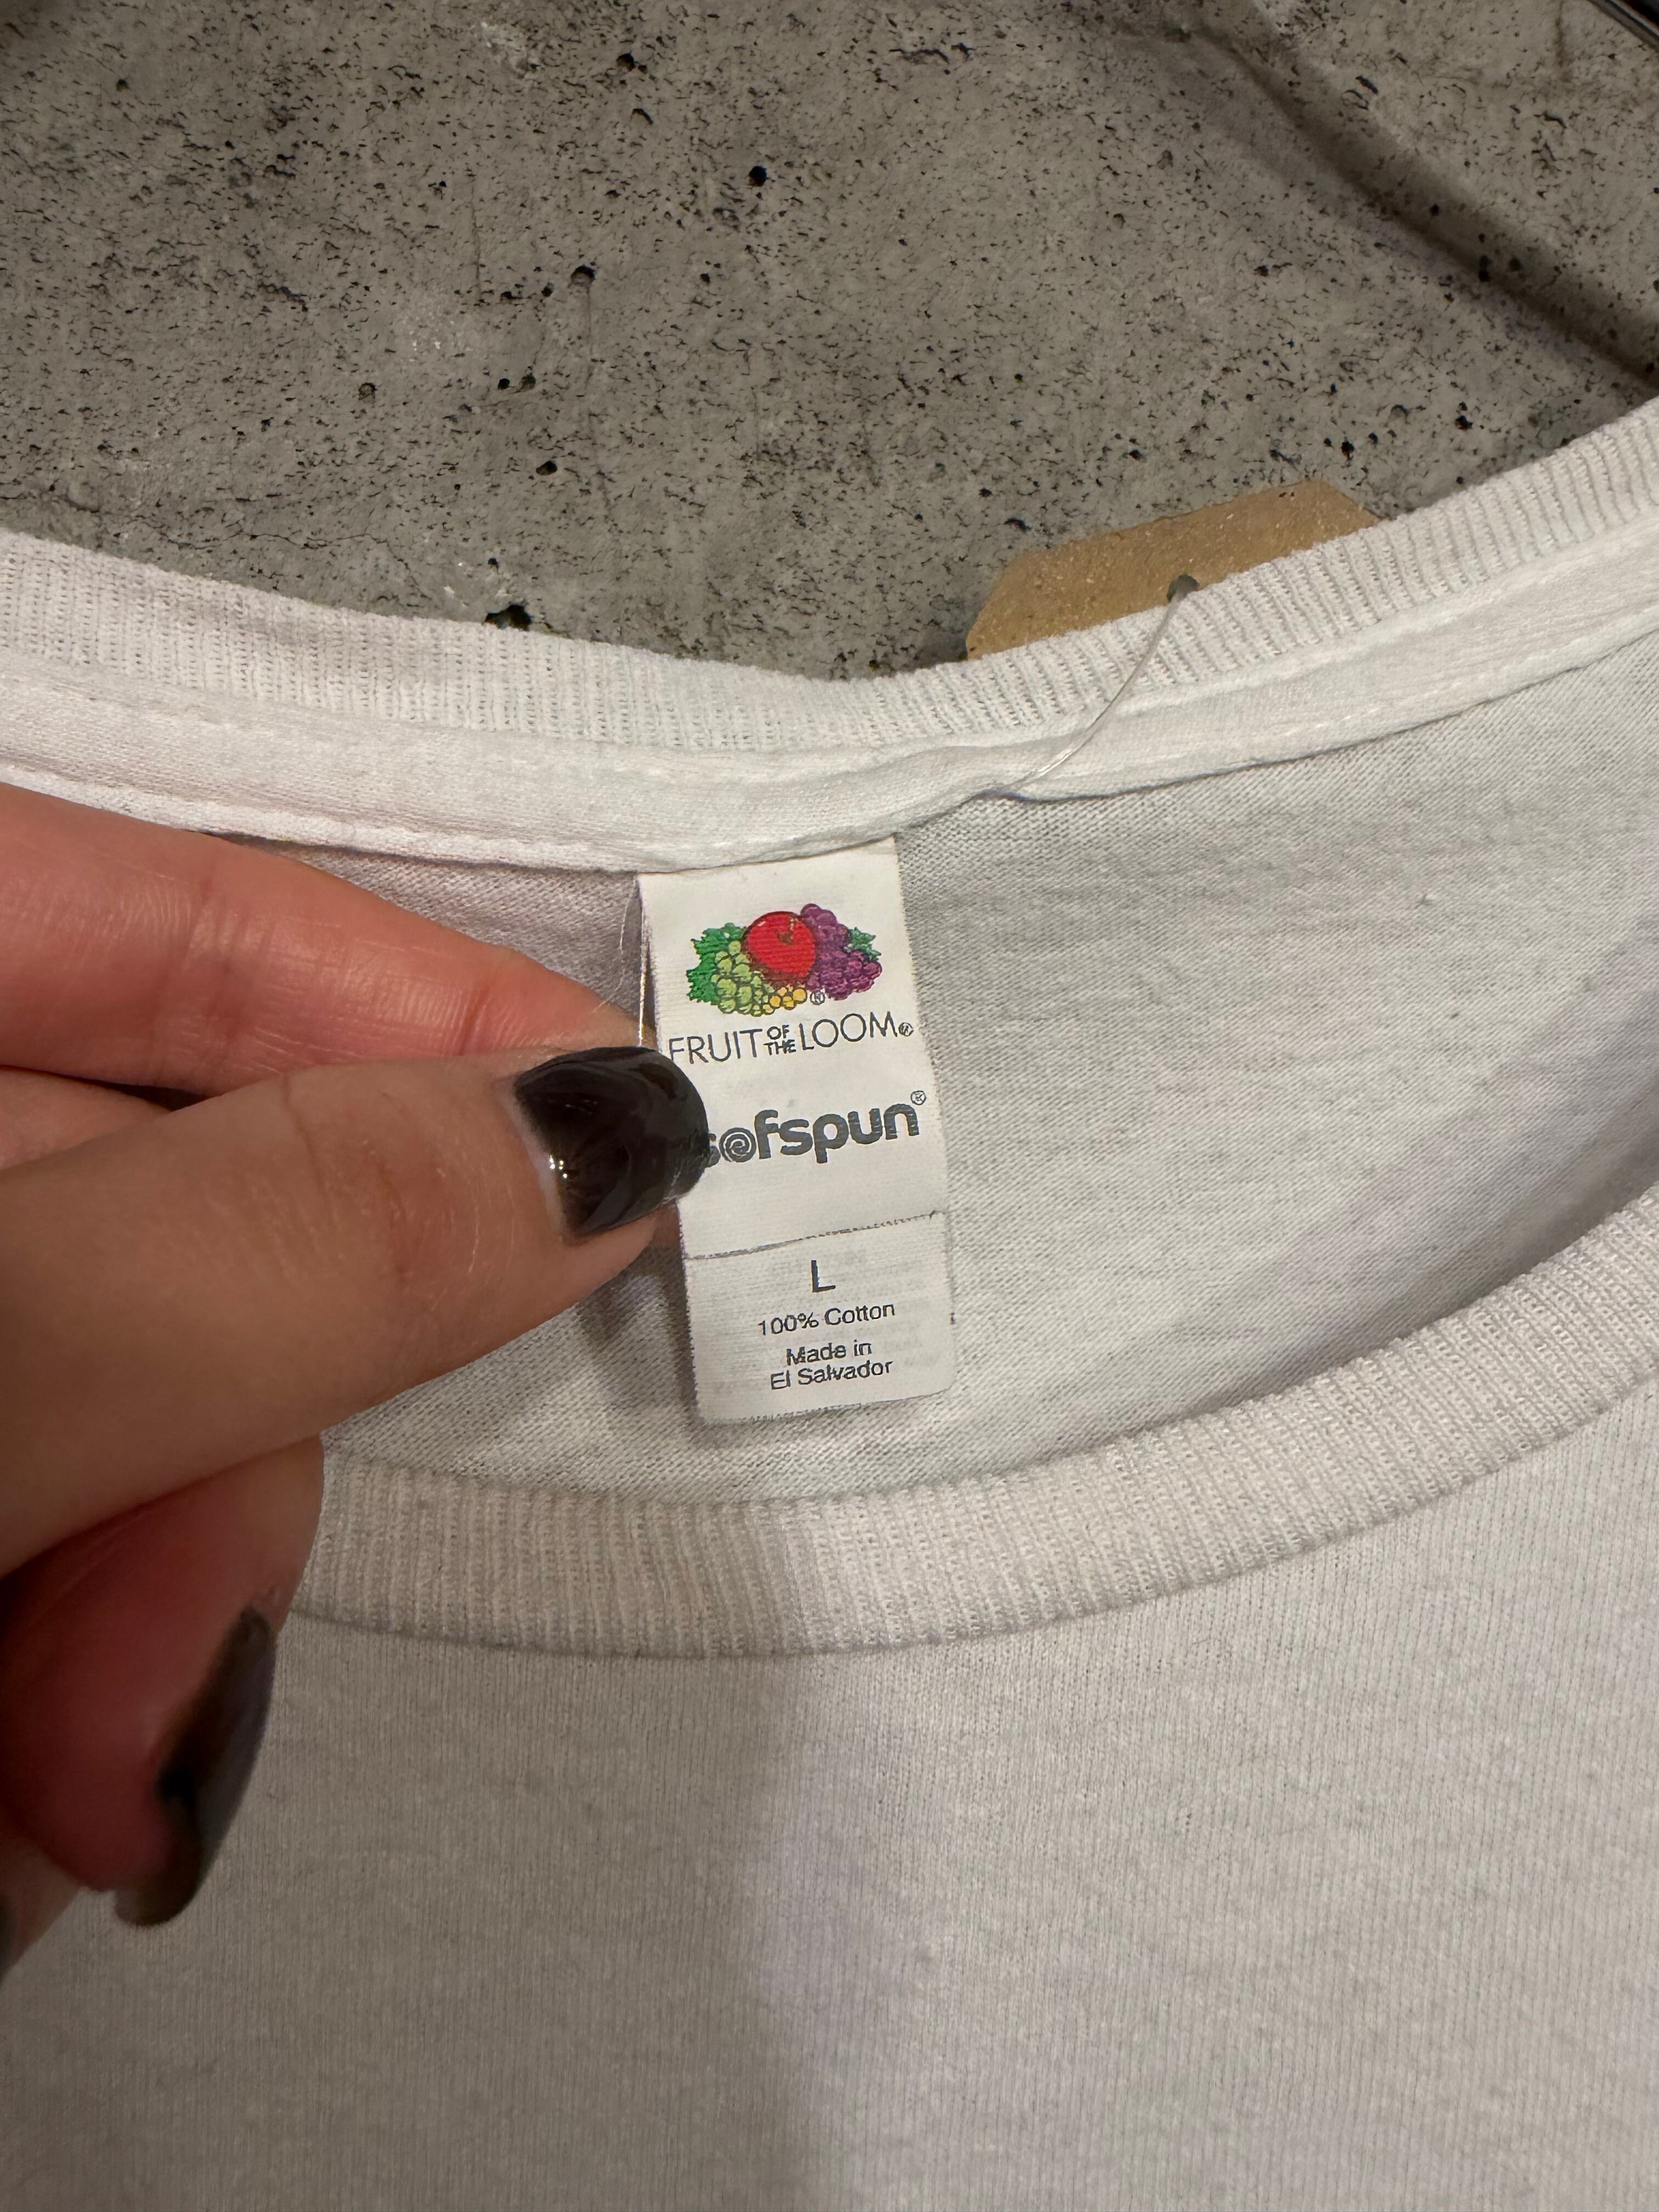 FRUIT OF THE LOOM®
sofspun®
L
100% Cotton
Made in
El Salvador